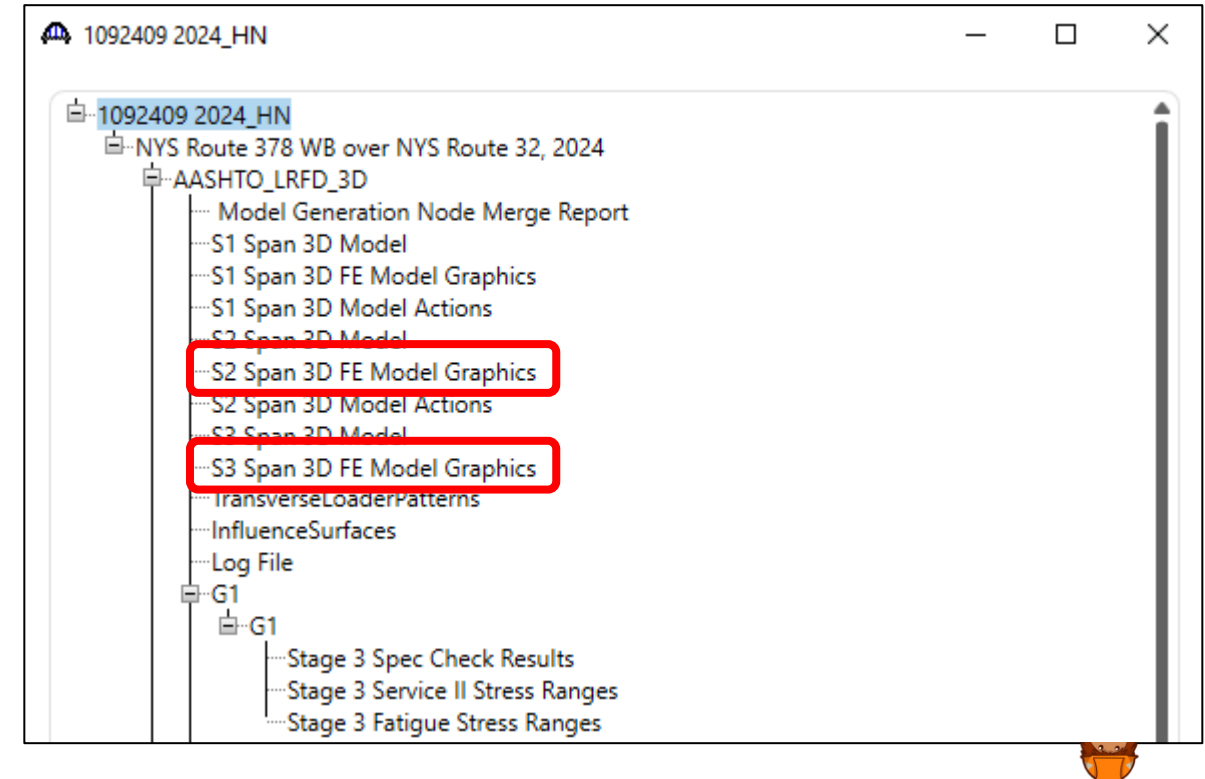 1092409 2024_HN
1092409 2024_HN
NYS Route 378 WB over NYS Route 32, 2024
AASHTO_LRFD_3D
Model Generation Node Merge Report
S1 Span 3D Model
S1 Span 3D FE Model Graphics
S1 Span 3D Model Actions
S2 Span 3D Model
S2 Span 3D FE Model Graphics
S2 Span 3D Model Actions
S3 Span 3D Model
S3 Span 3D FE Model Graphics
TransverseLoaderPatterns
InfluenceSurfaces
Log File
G1
G1
Stage 3 Spec Check Results
Stage 3 Service II Stress Ranges
Stage 3 Fatigue Stress Ranges